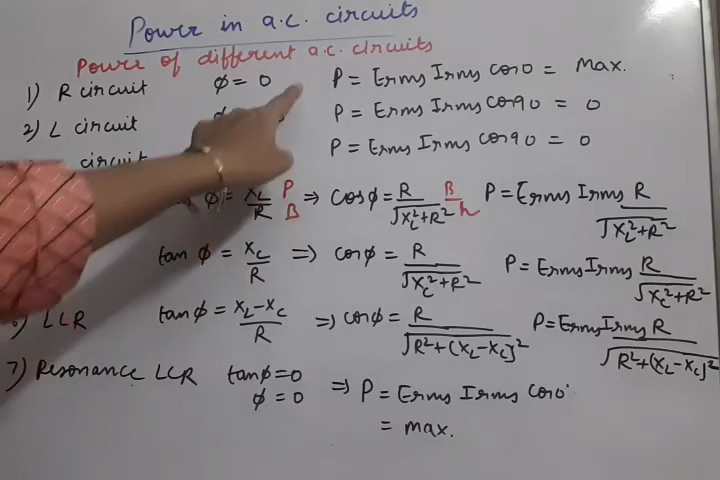 Power in a.c. circuits
Power of different a.c. circuits
1) R circuit φ = 0 P = Erms Irms cos0 = Max.
2) L circuit P = Erms Irms cos90 = 0
circuit P = Erms Irms cos90 = 0
φ = XL/R P/B ⇒ cosφ = R/√(XL²+R²) B/h P = Erms Irms R/√(XL²+R²)
tan φ = XC/R ⇒ cosφ = R/√(XC²+R²) P = Erms Irms R/√(XC²+R²)
6) LCR tanφ = XL-XC/R ⇒ cosφ = R/√(R²+(XL-XC)²) P = Erms Irms R/√(R²+(XL-XC)²)
7) Resonance LCR tanφ = 0 ⇒ P = Erms Irms cos0°
φ = 0
= max.